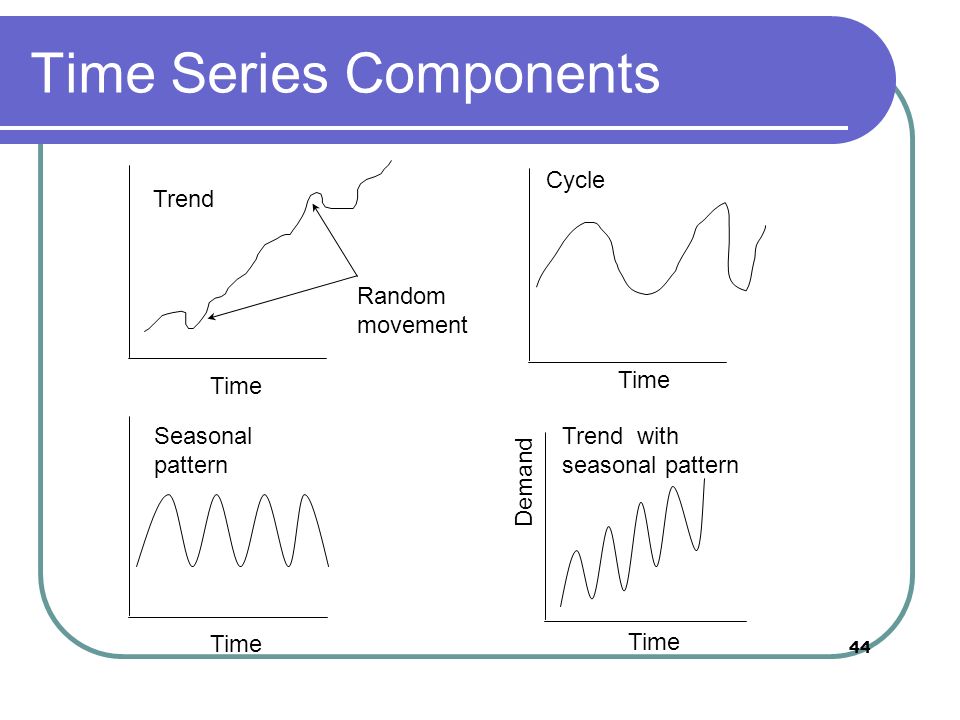 Time Series Components
Trend
Random
movement
Time
Cycle
Time
Seasonal
pattern
Time
Demand
Trend with
seasonal pattern
Time
44